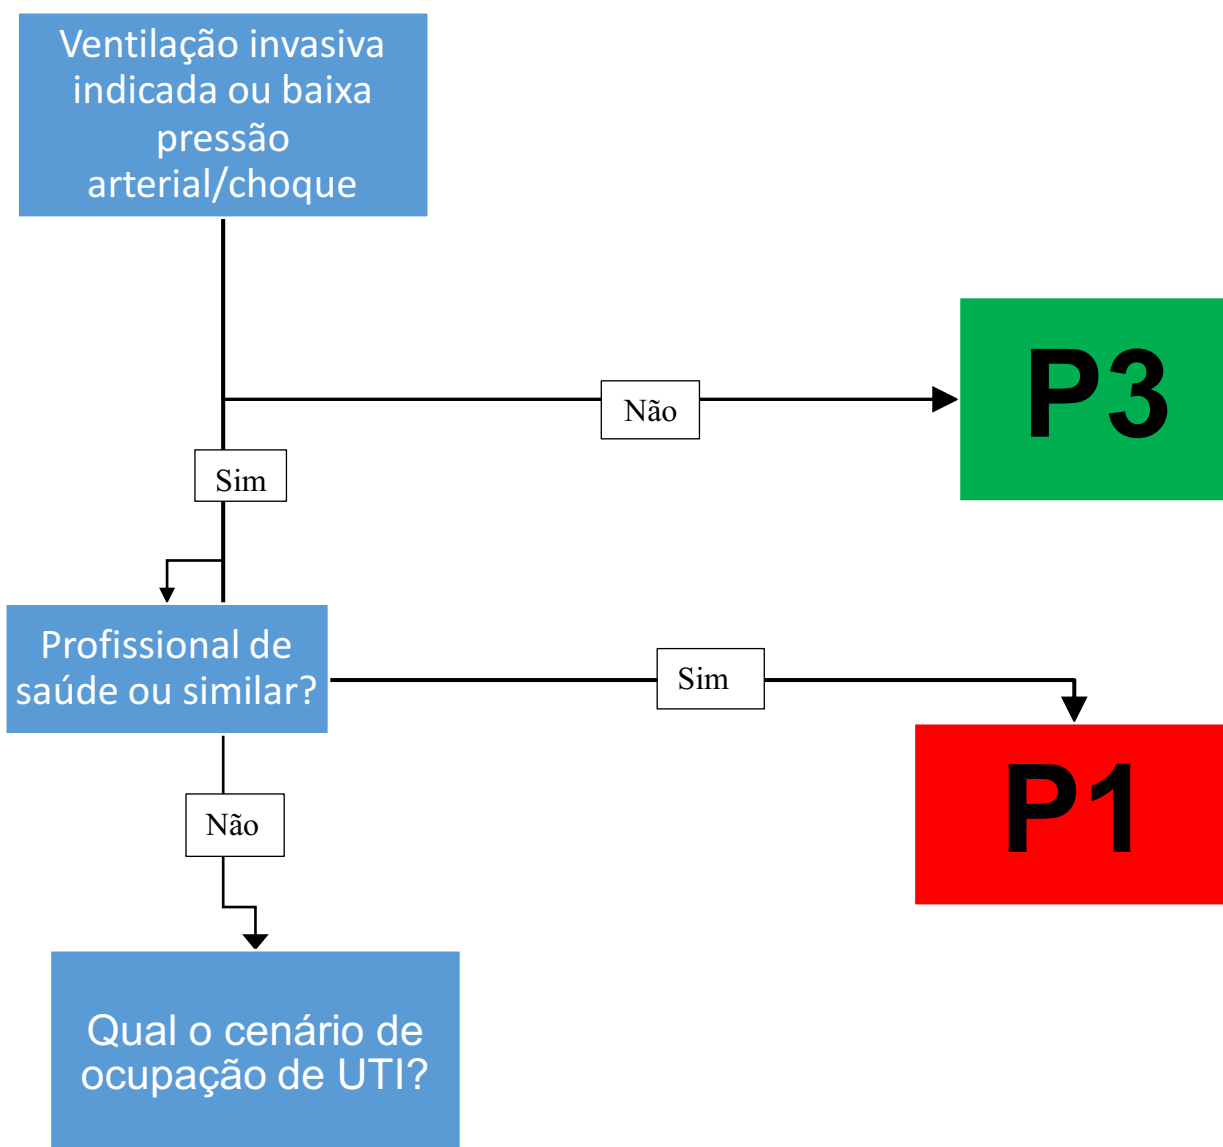 Ventilação invasiva
indicada ou baixa
pressão
arterial/choque
P3
Não
Sim
Profissional de
saúde ou similar?
Sim
P1
Não
Qual o cenário de
ocupação de UTI?